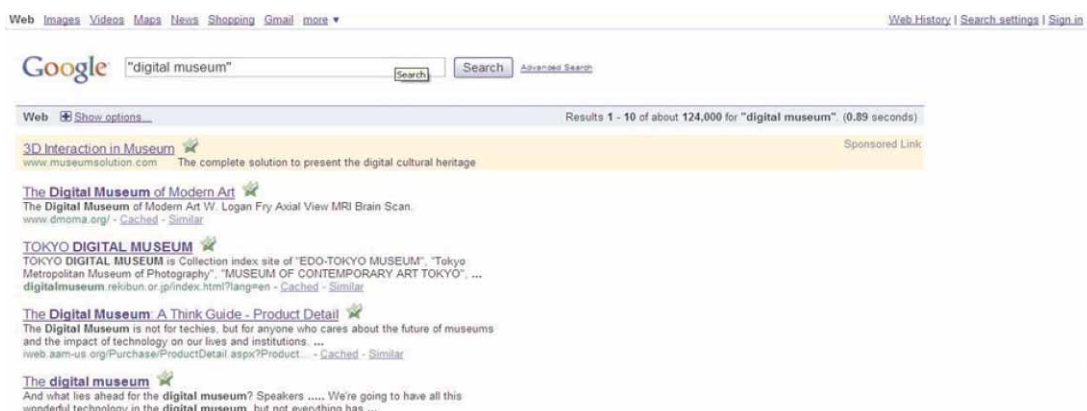 Web Images Videos Maps News Shopping Gmail more ▼ Web History | Search settings | Sign in
Google "digital museum" Search Search Advanced Search
Web + Show options... Results 1 - 10 of about 124,000 for "digital museum". (0.89 seconds)
3D Interaction in Museum Sponsored Link
www.museumsolution.com The complete solution to present the digital cultural heritage
The Digital Museum of Modern Art
The Digital Museum of Modern Art W. Logan Fry Axial View MRI Brain Scan.
www.dmoma.org/ - Cached - Similar
TOKYO DIGITAL MUSEUM
TOKYO DIGITAL MUSEUM is Collection index site of "EDO-TOKYO MUSEUM", "Tokyo
Metropolitan Museum of Photography", "MUSEUM OF CONTEMPORARY ART TOKYO", ...
digitalmuseum.rekibun.or.jp/index.html?lang=en - Cached - Similar
The Digital Museum: A Think Guide - Product Detail
The Digital Museum is not for techies, but for anyone who cares about the future of museums
and the impact of technology on our lives and institutions. ...
iweb.aam-us.org/Purchase/ProductDetail.aspx?Product... - Cached - Similar
The digital museum
And what lies ahead for the digital museum? Speakers ..... We're going to have all this
wonderful technology in the digital museum, but not everything has ...